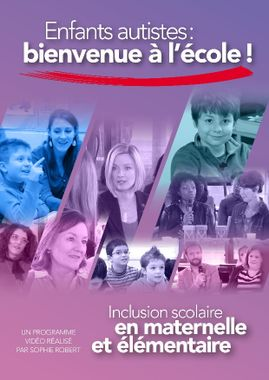 Enfants autistes :
bienvenue à l'école !
Inclusion scolaire
en maternelle
et élémentaire
UN PROGRAMME
VIDÉO RÉALISÉ
PAR SOPHIE ROBERT